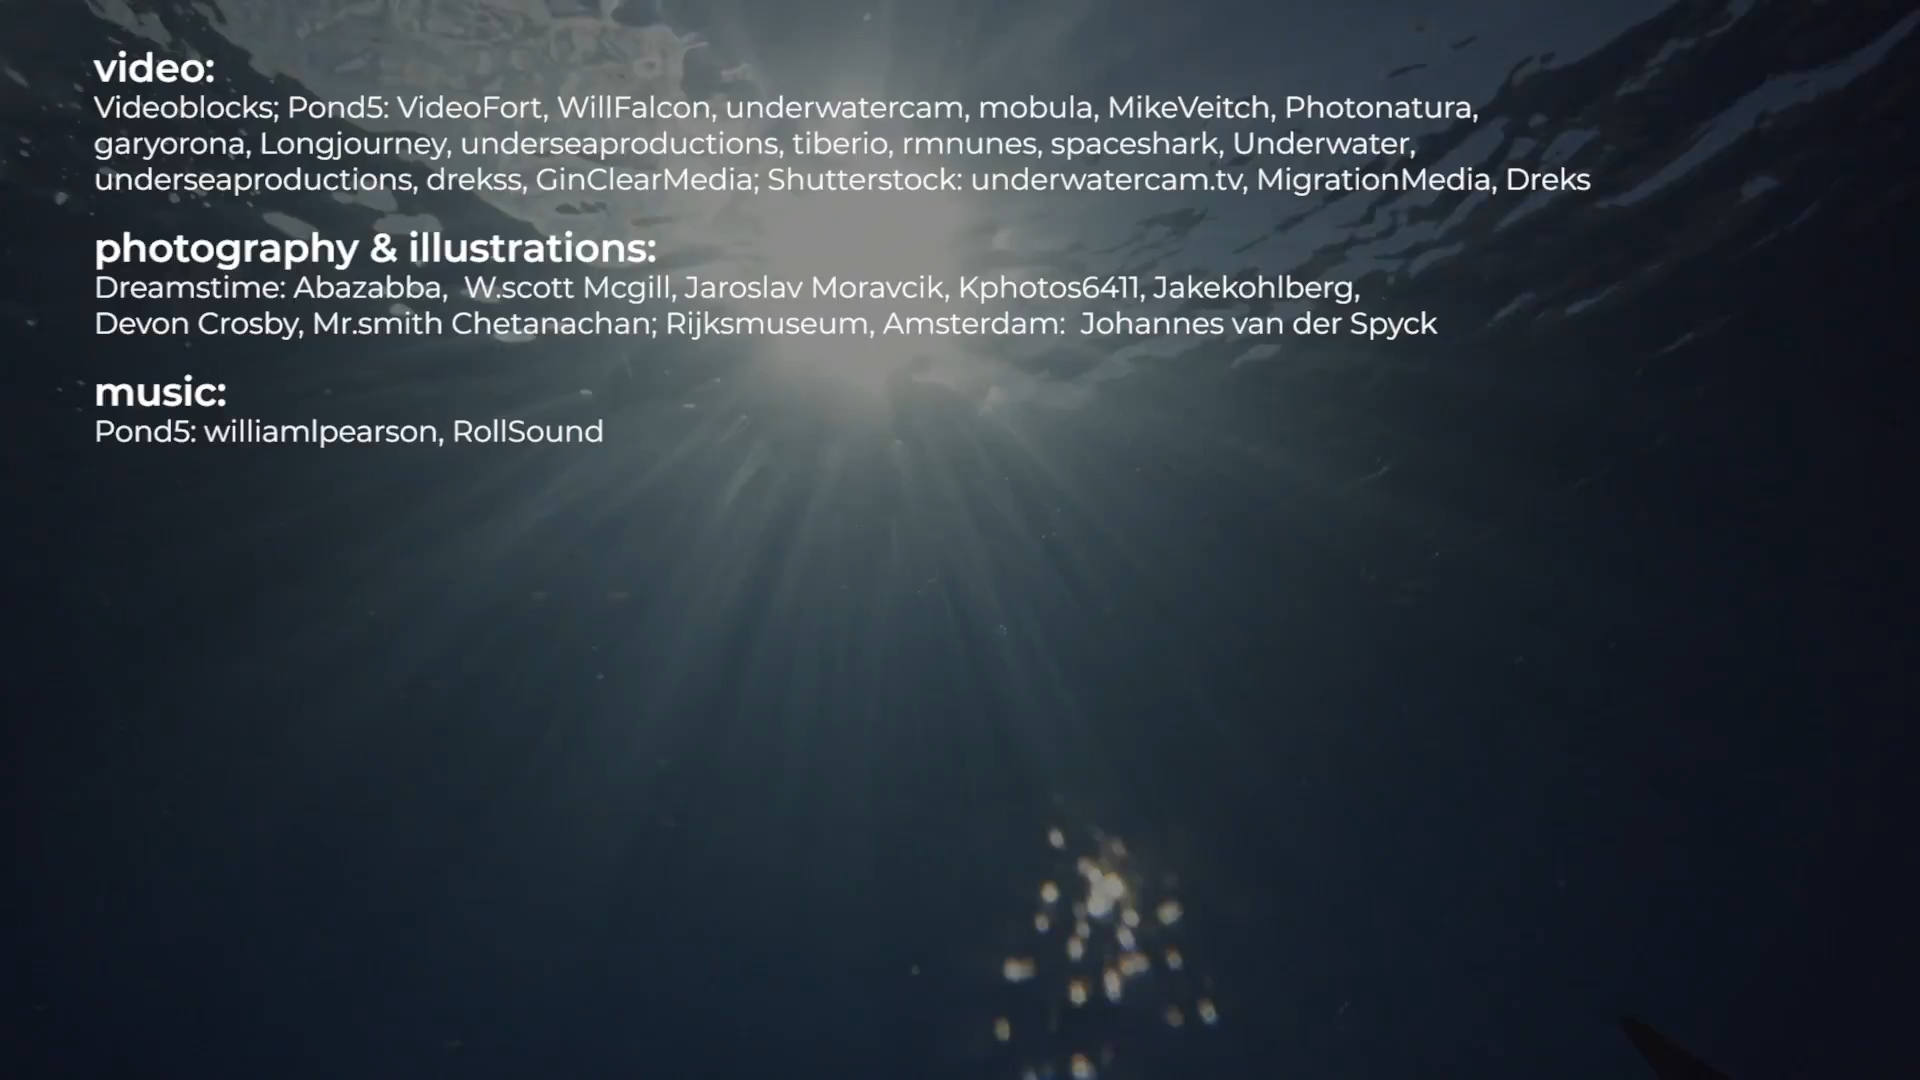 video:
Videoblocks; Pond5: VideoFort, WillFalcon, underwatercam, mobula, MikeVeitch, Photonatura,
garyorona, Longjourney, underseaproductions, tiberio, rmnunes, spaceshark, Underwater,
underseaproductions, drekss, GinClearMedia; Shutterstock: underwatercam.tv, MigrationMedia, Dreks
photography & illustrations:
Dreamstime: Abazabba,  W.scott Mcgill, Jaroslav Moravcik, Kphotos6411, Jakekohlberg,
Devon Crosby, Mr.smith Chetanachan; Rijksmuseum, Amsterdam:  Johannes van der Spyck
music:
Pond5: williamlpearson, RollSound